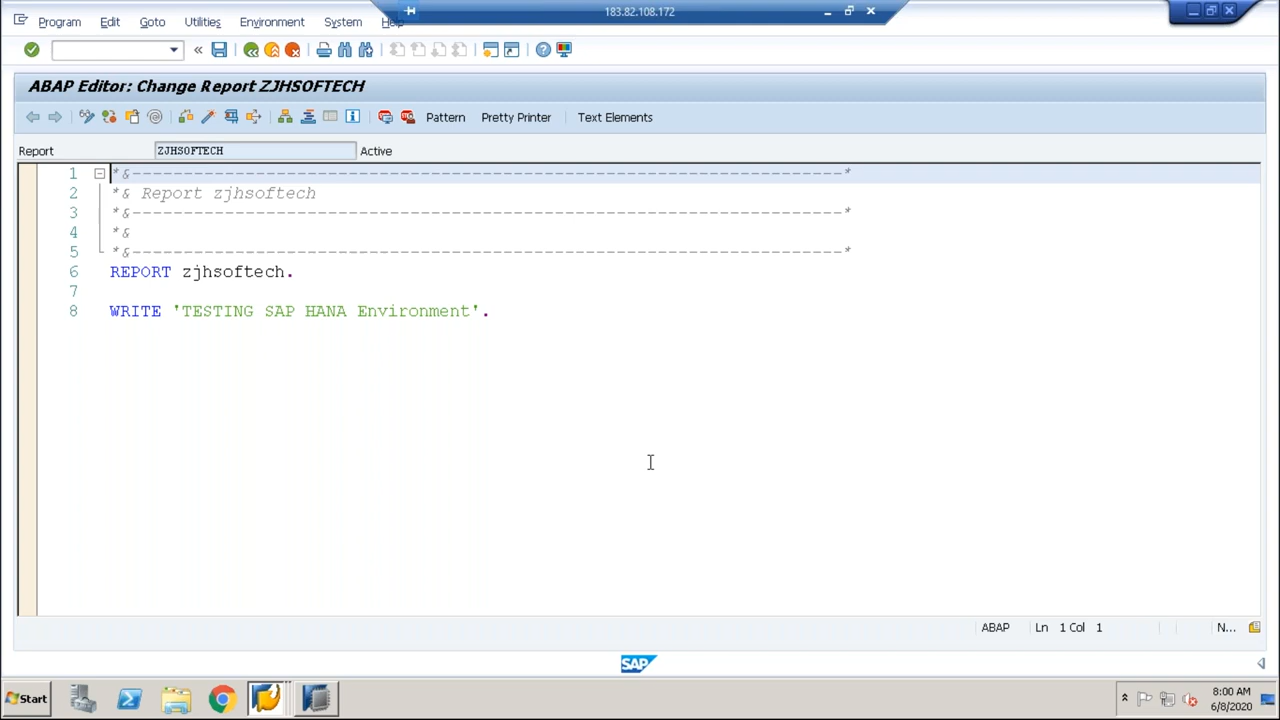 183.82.108.172
Program Edit Goto Utilities Environment System Help
ABAP Editor: Change Report ZJHSOFTECH
Pattern Pretty Printer Text Elements
Report ZJHSOFTECH Active
1 *&---------------------------------------------------------------------*
2 *& Report zjhsoftech
3 *&---------------------------------------------------------------------*
4 *&
5 *&---------------------------------------------------------------------*
6 REPORT zjhsoftech.
7
8 WRITE 'TESTING SAP HANA Environment'.
ABAP Ln 1 Col 1 N...
SAP
Start 8:00 AM
6/8/2020